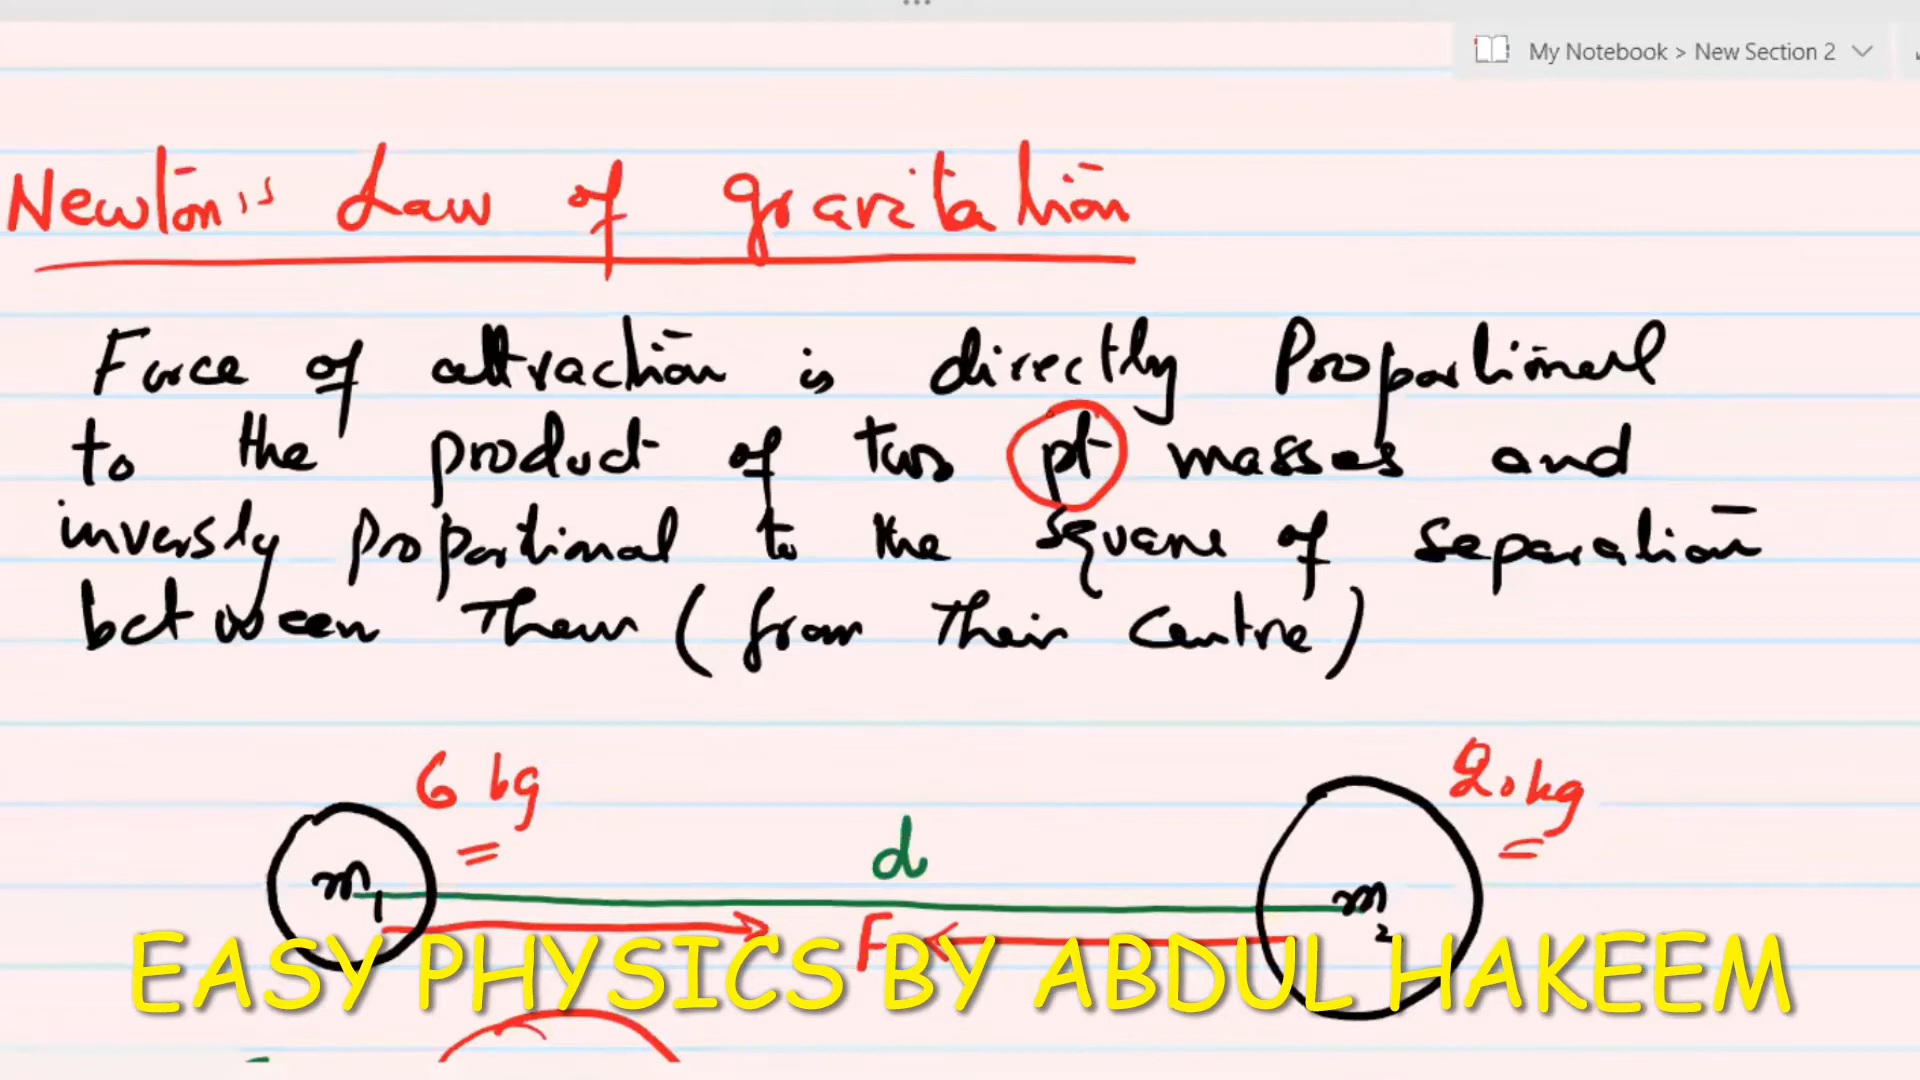 My Notebook > New Section 2
Newton's Law of gravitation
Force of attraction is directly Proportional
to the product of two pt masses and
inversly proportional to the square of separation
between Them (from Their Centre)
6 kg
20 kg
d
m1
m2
F
EASY PHYSICS BY ABDUL HAKEEM